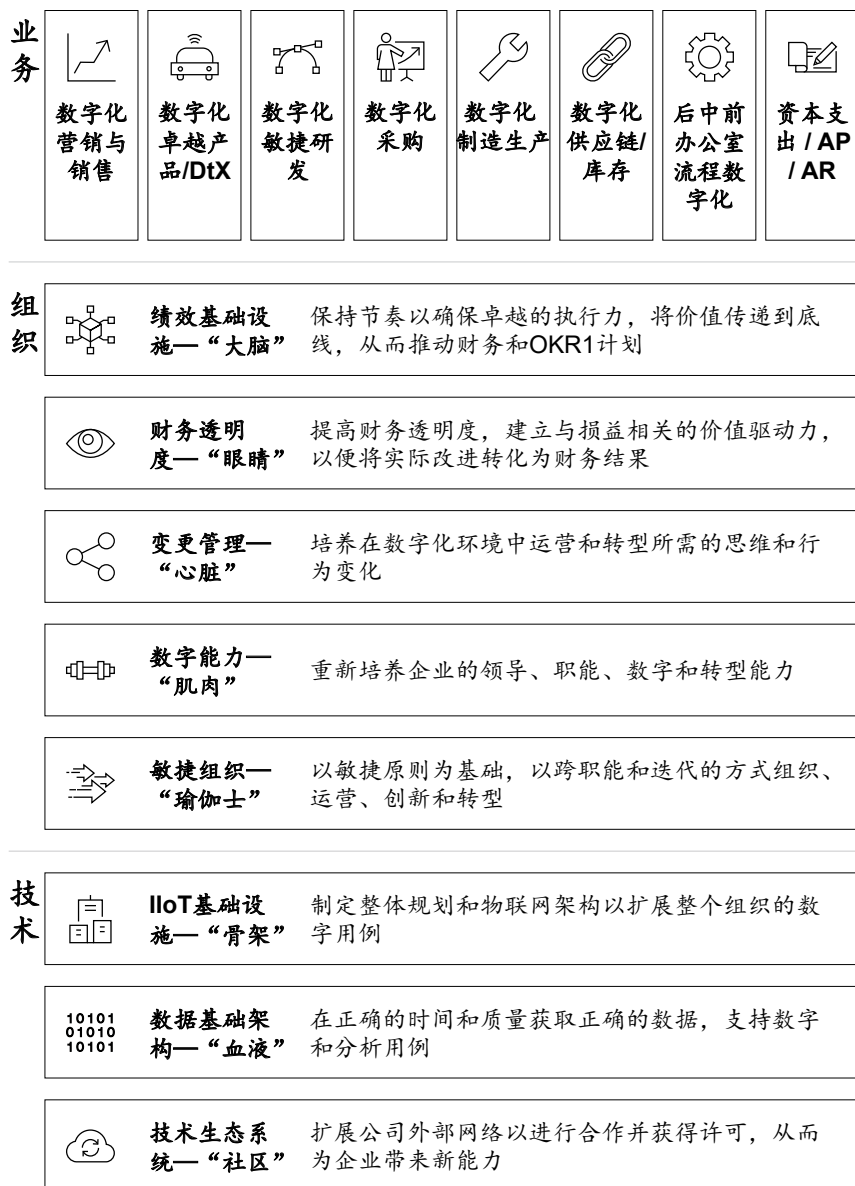 业
务
数字化
营销与
销售
数字化
卓越产
品/DtX
数字化
敏捷研
发
数字化
采购
数字化
制造生产
数字化
供应链/
库存
后中前
办公室
流程数
字化
资本支
出 / AP
/ AR
组
织
绩效基础设
施—“大脑”
保持节奏以确保卓越的执行力，将价值传递到底
线，从而推动财务和OKR1计划
财务透明
度—“眼睛”
提高财务透明度，建立与损益相关的价值驱动力，
以便将实际改进转化为财务结果
变更管理—
“心脏”
培养在数字化环境中运营和转型所需的思维和行
为变化
数字能力—
“肌肉”
重新培养企业的领导、职能、数字和转型能力
敏捷组织—
“瑜伽士”
以敏捷原则为基础，以跨职能和迭代的方式组织、
运营、创新和转型
技
术
IIoT基础设
施—“骨架”
制定整体规划和物联网架构以扩展整个组织的数
字用例
10101
01010
10101
数据基础架
构—“血液”
在正确的时间和质量获取正确的数据，支持数字
和分析用例
技术生态系
统—“社区”
扩展公司外部网络以进行合作并获得许可，从而
为企业带来新能力